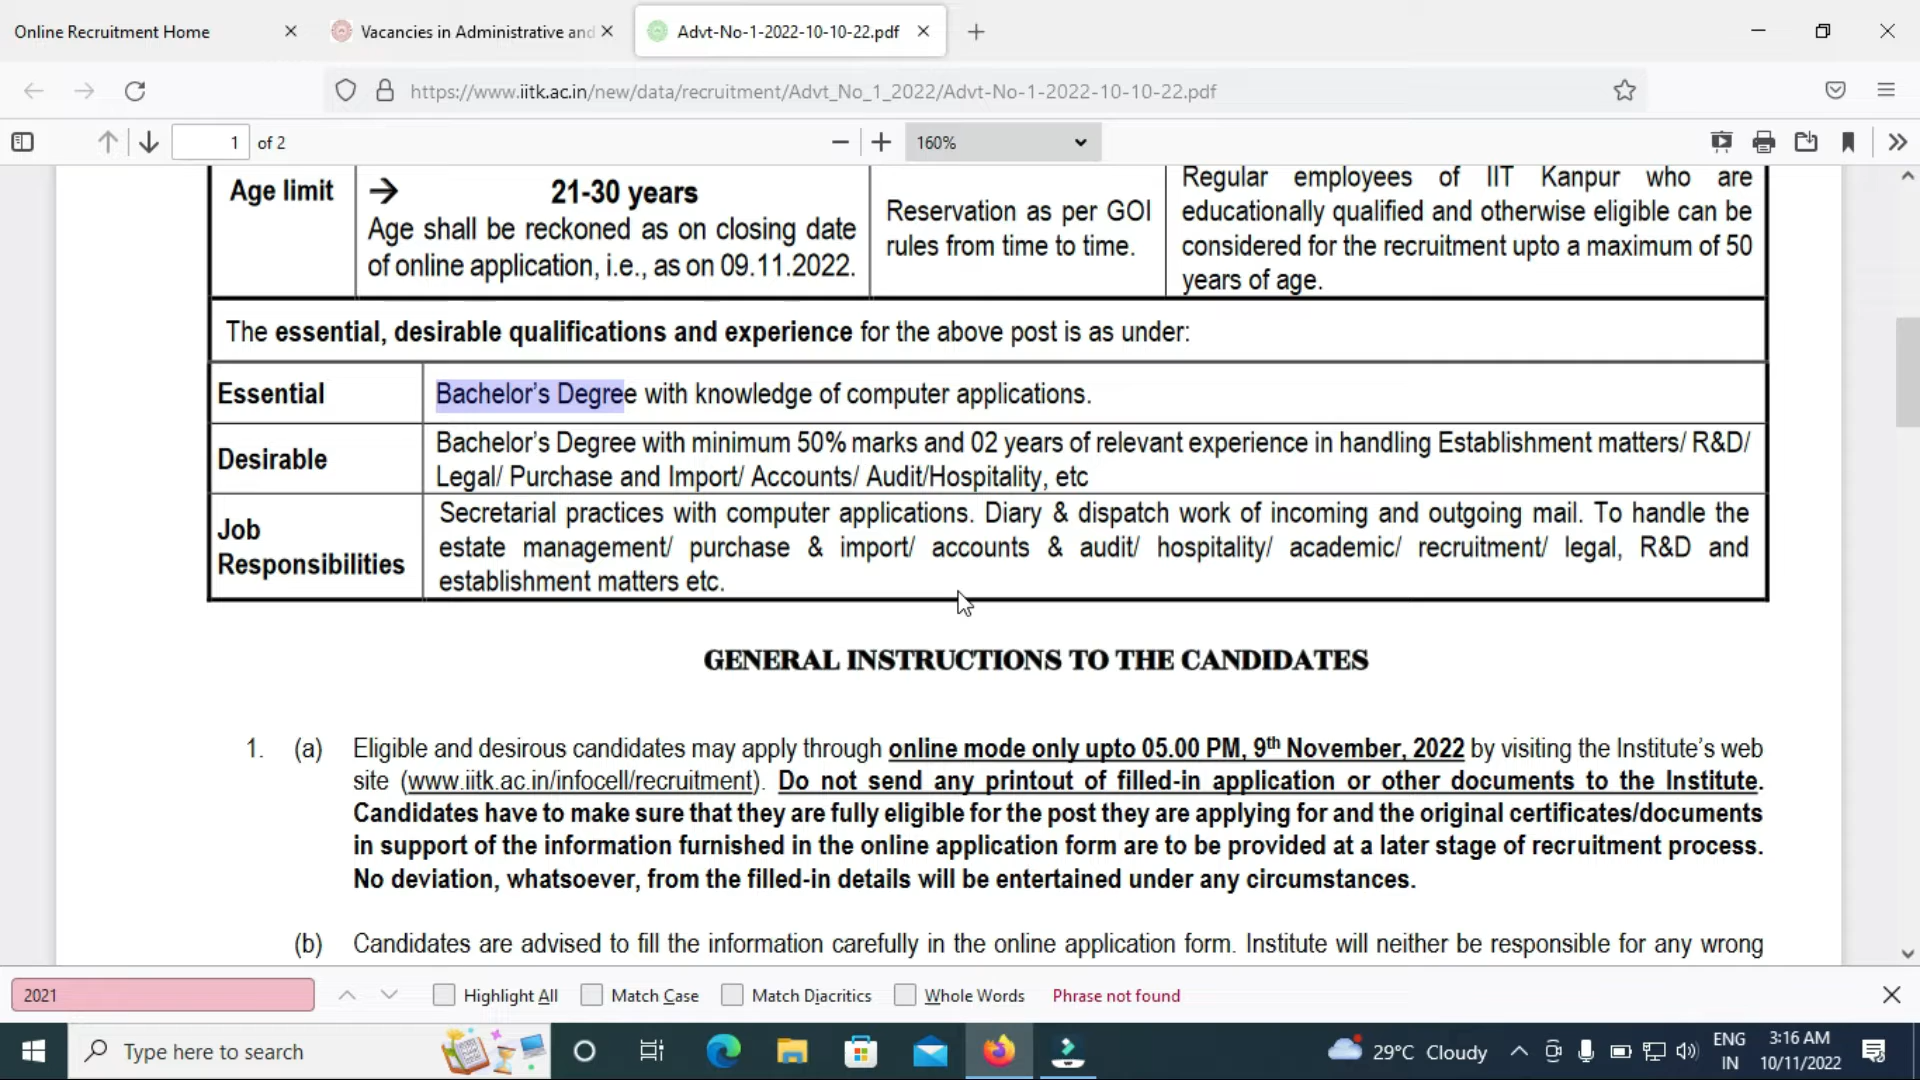 Online Recruitment Home
Vacancies in Administrative and
Advt-No-1-2022-10-10-22.pdf
https://www.iitk.ac.in/new/data/recruitment/Advt_No_1_2022/Advt-No-1-2022-10-10-22.pdf
1 of 2
160%
Age limit
→ 21-30 years
Age shall be reckoned as on closing date
of online application, i.e., as on 09.11.2022.
Reservation as per GOI
rules from time to time.
Regular employees of IIT Kanpur who are
educationally qualified and otherwise eligible can be
considered for the recruitment upto a maximum of 50
years of age.
The essential, desirable qualifications and experience for the above post is as under:
Essential
Bachelor’s Degree with knowledge of computer applications.
Desirable
Bachelor’s Degree with minimum 50% marks and 02 years of relevant experience in handling Establishment matters/ R&D/
Legal/ Purchase and Import/ Accounts/ Audit/Hospitality, etc
Job
Responsibilities
Secretarial practices with computer applications. Diary & dispatch work of incoming and outgoing mail. To handle the
estate management/ purchase & import/ accounts & audit/ hospitality/ academic/ recruitment/ legal, R&D and
establishment matters etc.
GENERAL INSTRUCTIONS TO THE CANDIDATES
1. (a) Eligible and desirous candidates may apply through online mode only upto 05.00 PM, 9th November, 2022 by visiting the Institute’s web
site (www.iitk.ac.in/infocell/recruitment). Do not send any printout of filled-in application or other documents to the Institute.
Candidates have to make sure that they are fully eligible for the post they are applying for and the original certificates/documents
in support of the information furnished in the online application form are to be provided at a later stage of recruitment process.
No deviation, whatsoever, from the filled-in details will be entertained under any circumstances.
(b) Candidates are advised to fill the information carefully in the online application form. Institute will neither be responsible for any wrong
2021
Highlight All
Match Case
Match Diacritics
Whole Words
Phrase not found
Type here to search
29°C Cloudy
ENG
IN
3:16 AM
10/11/2022